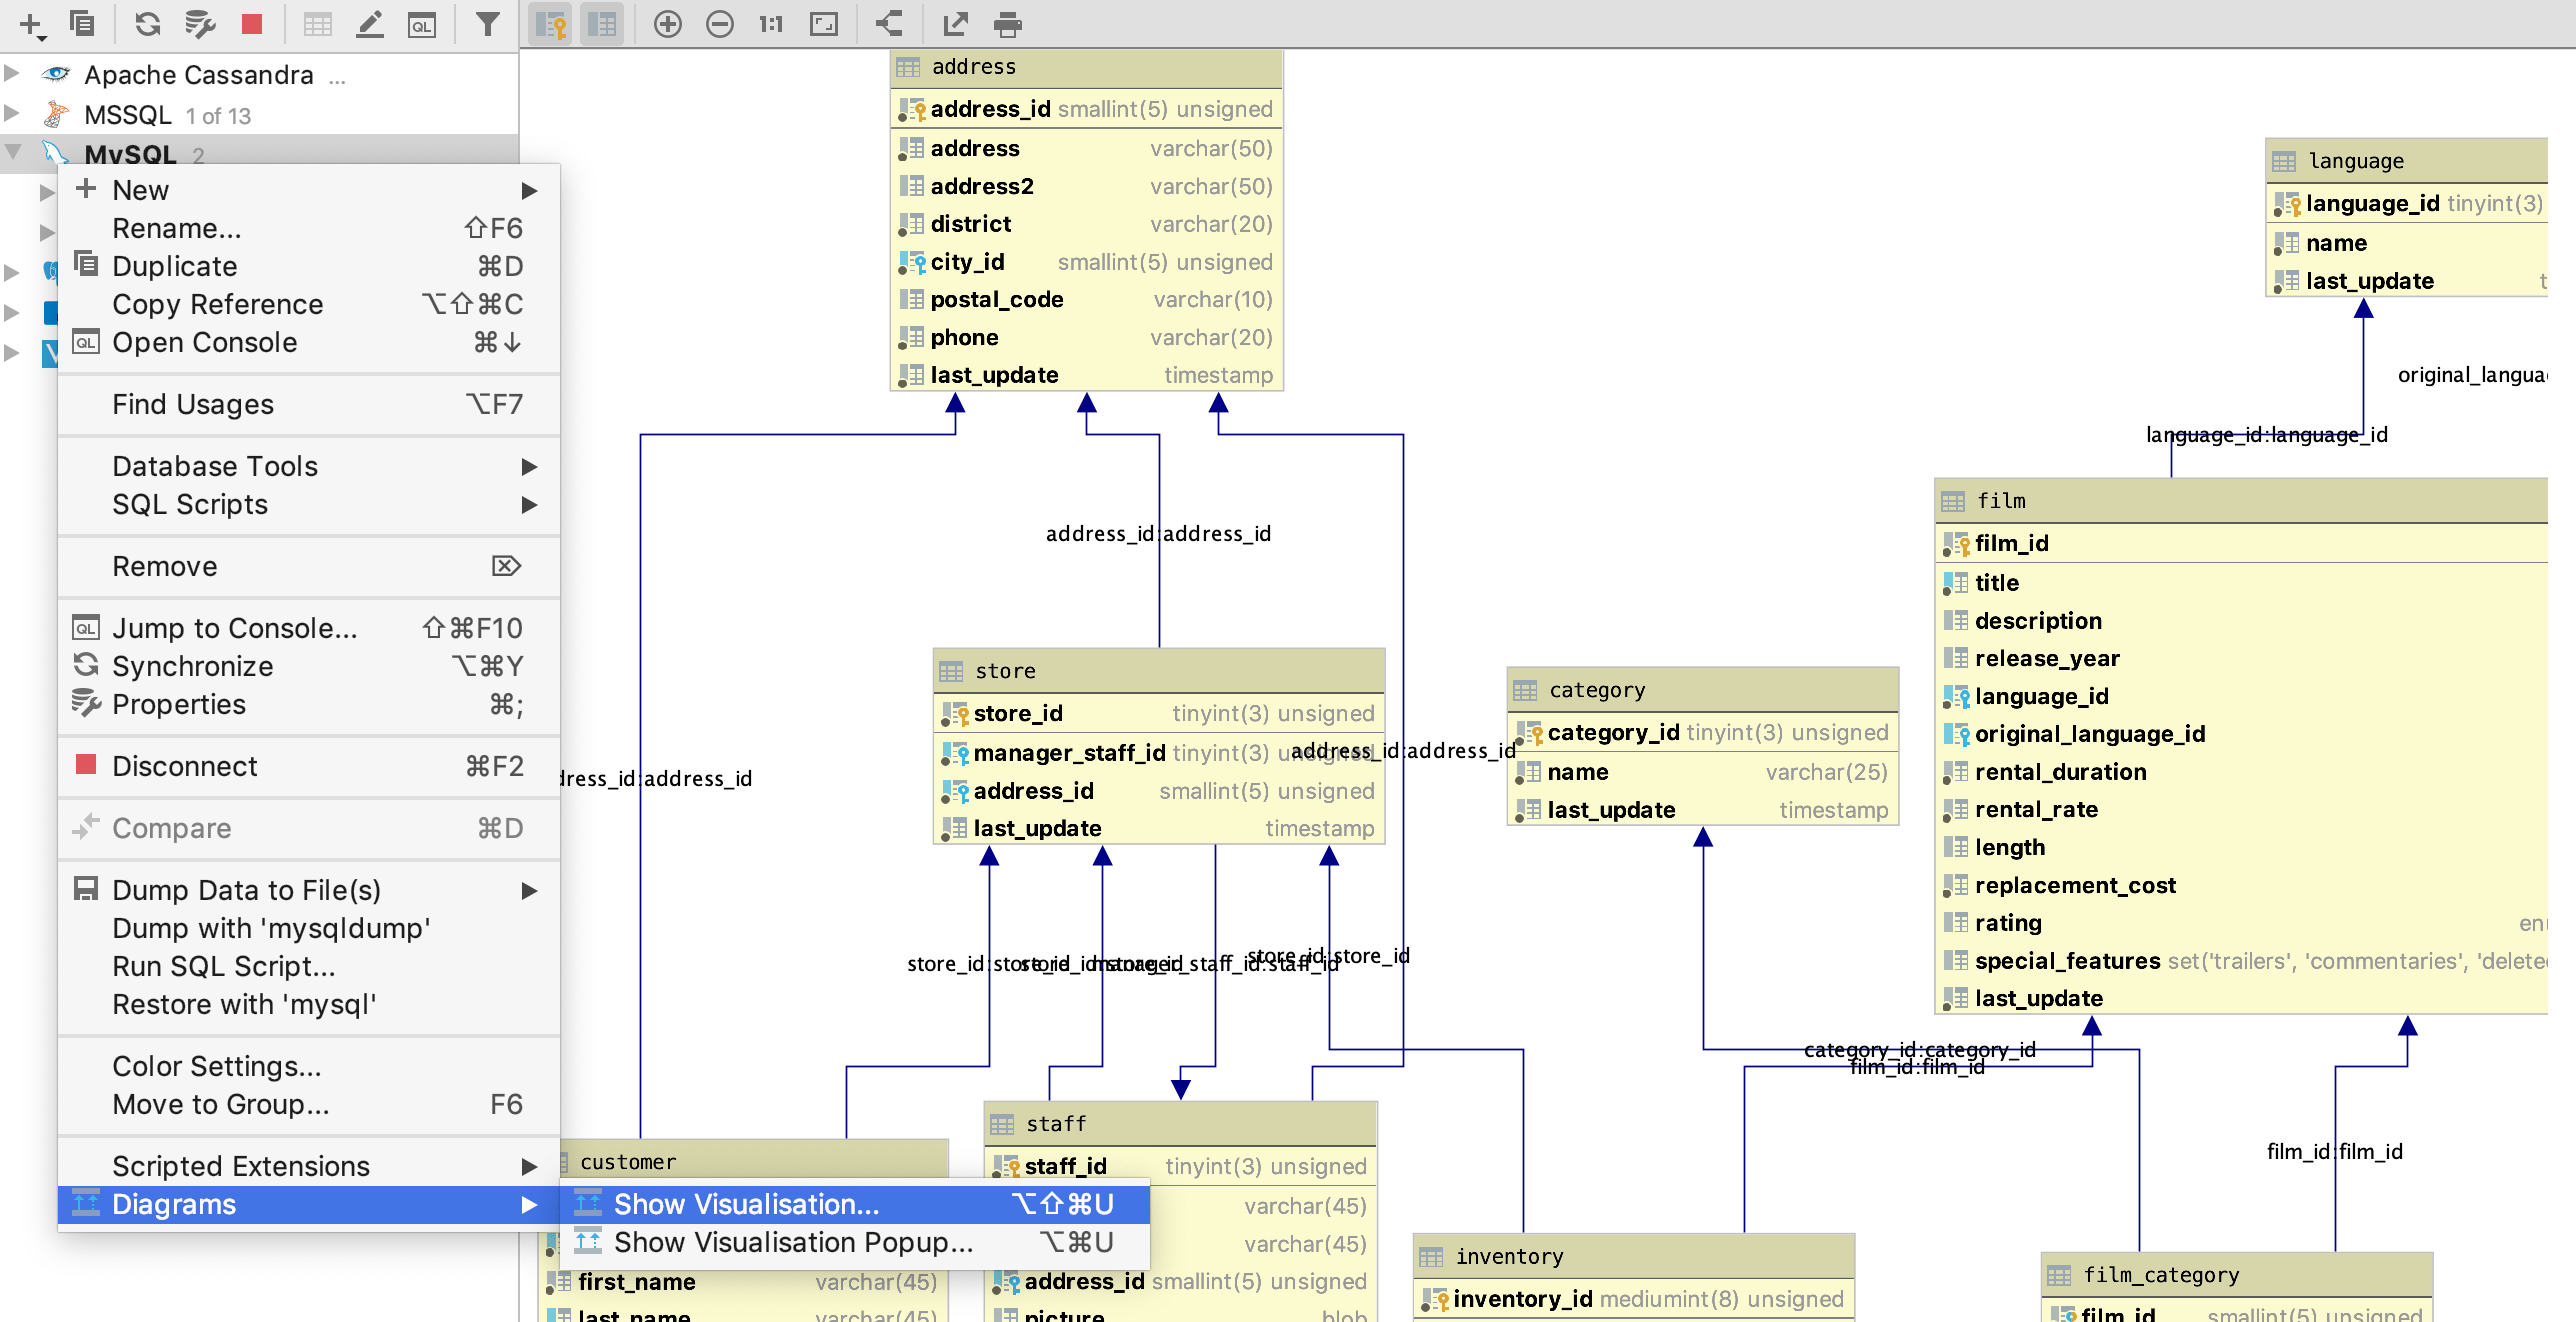 QL
1:1
Apache Cassandra ...
MSSQL 1 of 13
MySQL 2
New
Rename... ⇧F6
Duplicate ⌘D
Copy Reference ⌥⇧⌘C
QL Open Console ⌘↓
Find Usages ⌥F7
Database Tools
SQL Scripts
Remove ⌦
QL Jump to Console... ⇧⌘F10
Synchronize ⌥⌘Y
Properties ⌘;
Disconnect ⌘F2
Compare ⌘D
Dump Data to File(s)
Dump with 'mysqldump'
Run SQL Script...
Restore with 'mysql'
Color Settings...
Move to Group... F6
Scripted Extensions
Diagrams
Show Visualisation... ⌥⇧⌘U
Show Visualisation Popup... ⌥⌘U
address
address_id smallint(5) unsigned
address varchar(50)
address2 varchar(50)
district varchar(20)
city_id smallint(5) unsigned
postal_code varchar(10)
phone varchar(20)
last_update timestamp
address_id:address_id
dress_id:address_id
address_id:address_id
store
store_id tinyint(3) unsigned
manager_staff_id tinyint(3)
address_id smallint(5) unsigned
last_update timestamp
store_id:store_id
store_id:store_id
manager_staff_id:staff_id
store_id:store_id
category
category_id tinyint(3) unsigned
name varchar(25)
last_update timestamp
language
language_id tinyint(3)
name
last_update t
original_langua
language_id:language_id
film
film_id
title
description
release_year
language_id
original_language_id
rental_duration
rental_rate
length
replacement_cost
rating en
special_features set('trailers', 'commentaries', 'delete
last_update
category_id:category_id
film_id:film_id
film_id:film_id
customer
first_name varchar(45)
last_name varchar(45)
staff
staff_id tinyint(3) unsigned
varchar(45)
varchar(45)
address_id smallint(5) unsigned
picture blob
inventory
inventory_id mediumint(8) unsigned
film_category
film_id smallint(5) unsigned